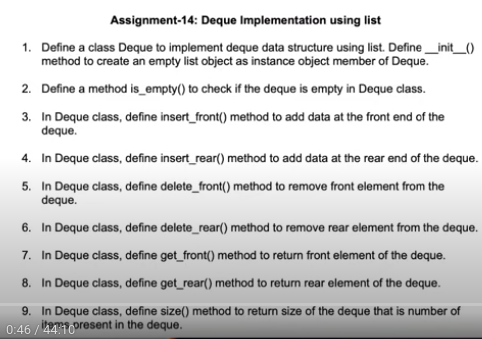 Assignment-14: Deque Implementation using list
1. Define a class Deque to implement deque data structure using list. Define __init__()
method to create an empty list object as instance object member of Deque.
2. Define a method is_empty() to check if the deque is empty in Deque class.
3. In Deque class, define insert_front() method to add data at the front end of the
deque.
4. In Deque class, define insert_rear() method to add data at the rear end of the deque.
5. In Deque class, define delete_front() method to remove front element from the
deque.
6. In Deque class, define delete_rear() method to remove rear element from the deque.
7. In Deque class, define get_front() method to return front element of the deque.
8. In Deque class, define get_rear() method to return rear element of the deque.
9. In Deque class, define size() method to return size of the deque that is number of
items present in the deque.
0:46 / 44:10